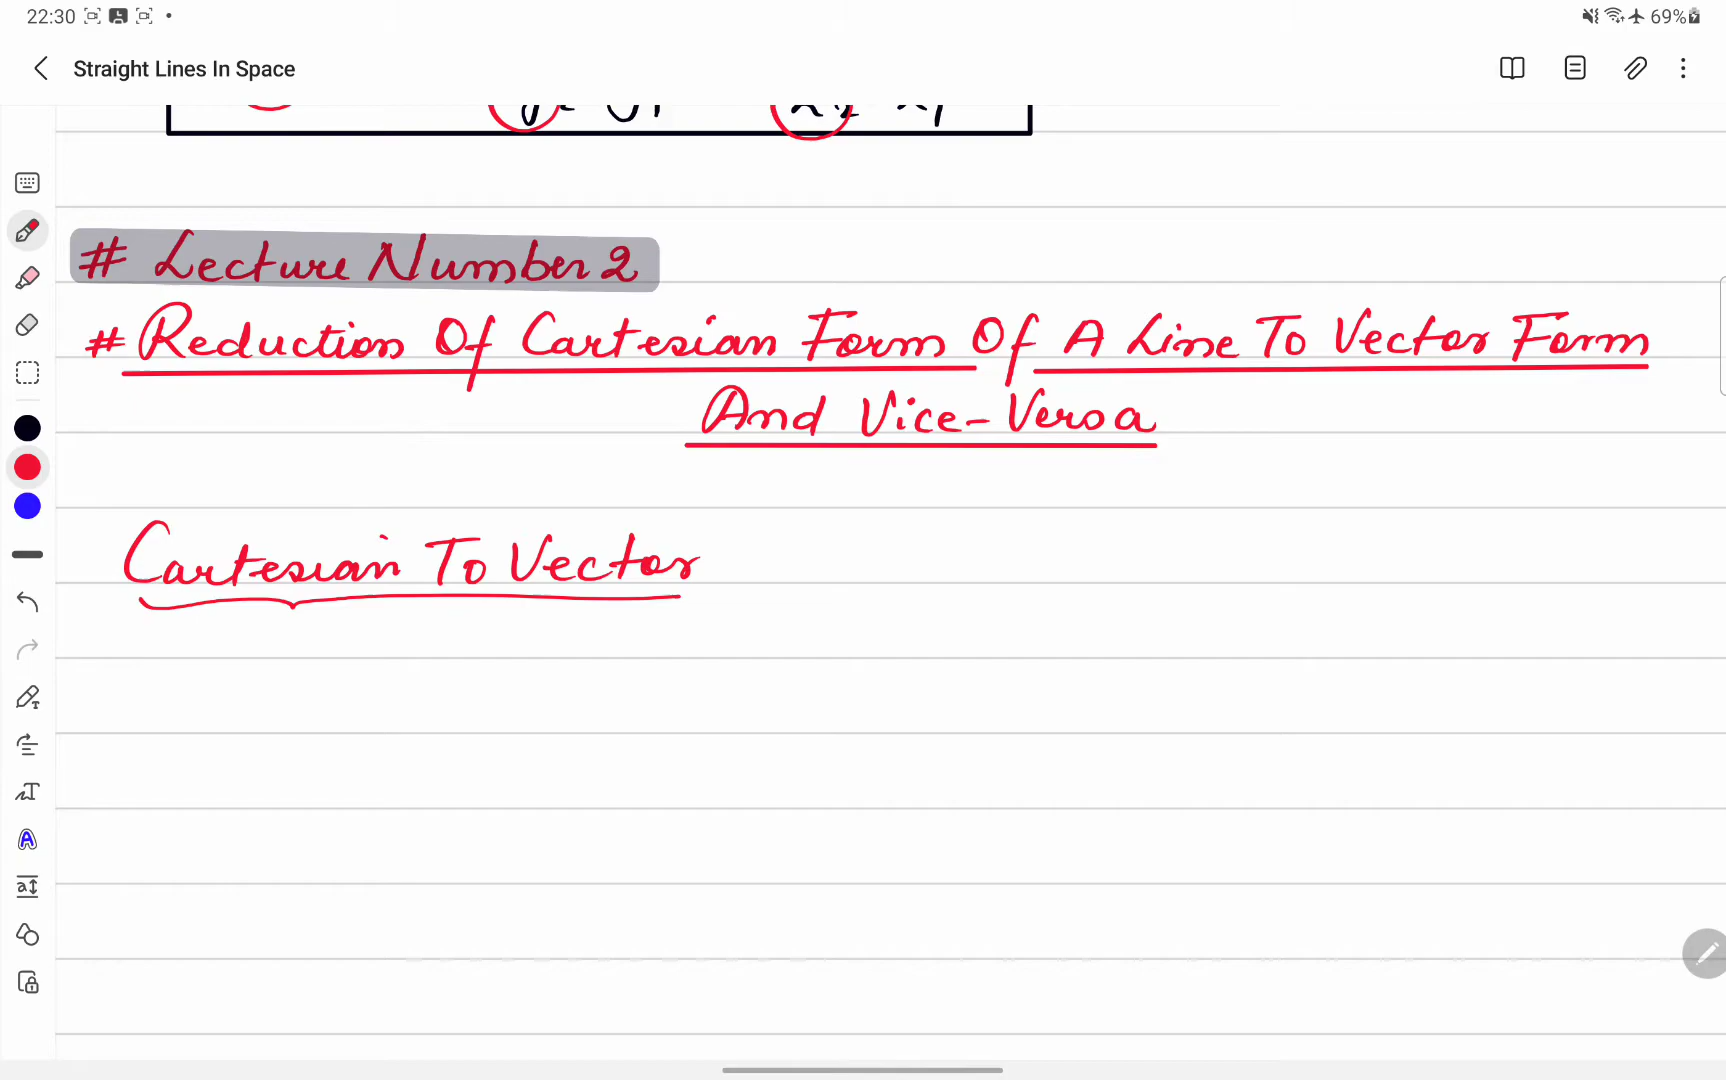 22:30 69%
Straight Lines In Space
# Lecture Number 2
# Reduction Of Cartesian Form Of A Line To Vector Form
And Vice-Versa
Cartesian To Vector